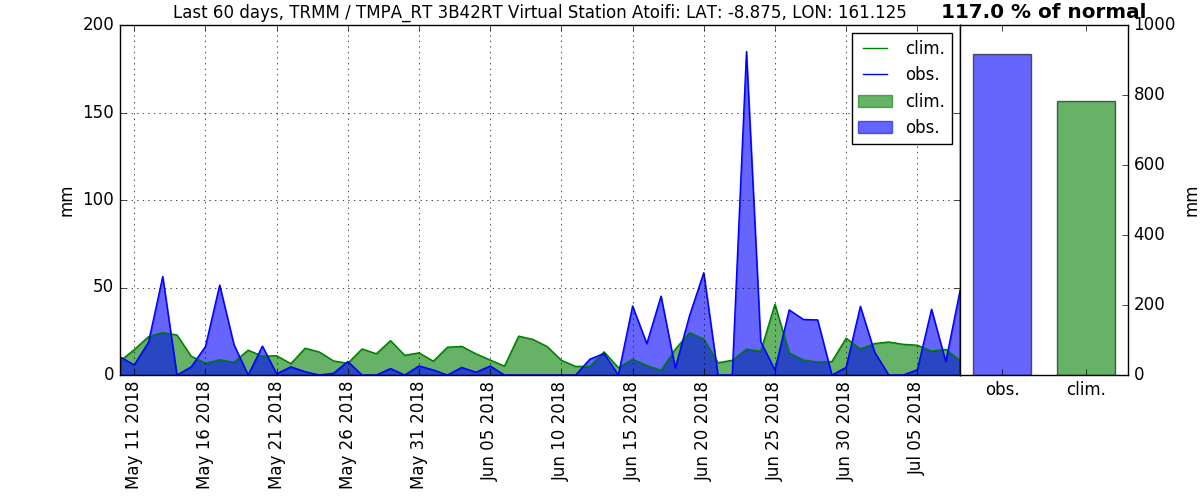 Last 60 days, TRMM / TMPA_RT 3B42RT Virtual Station Atoifi: LAT: -8.875, LON: 161.125
117.0 % of normal
200
150
100
50
0
mm
clim.
obs.
clim.
obs.
May 11 2018
May 16 2018
May 21 2018
May 26 2018
May 31 2018
Jun 05 2018
Jun 10 2018
Jun 15 2018
Jun 20 2018
Jun 25 2018
Jun 30 2018
Jul 05 2018
1000
800
600
400
200
0
mm
obs.
clim.